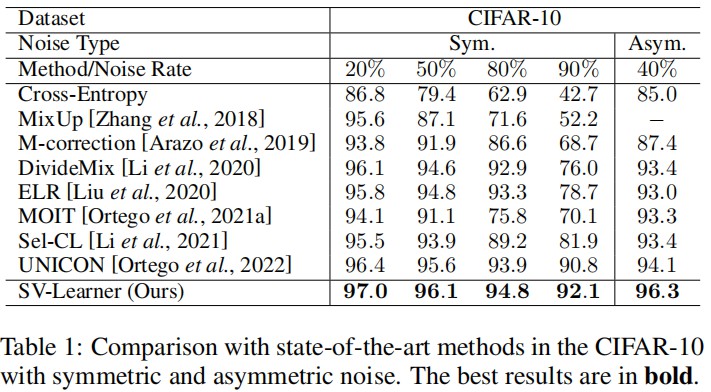 Dataset CIFAR-10
Noise Type Sym. Asym.
Method/Noise Rate 20% 50% 80% 90% 40%
Cross-Entropy 86.8 79.4 62.9 42.7 85.0
MixUp [Zhang et al., 2018] 95.6 87.1 71.6 52.2 −
M-correction [Arazo et al., 2019] 93.8 91.9 86.6 68.7 87.4
DivideMix [Li et al., 2020] 96.1 94.6 92.9 76.0 93.4
ELR [Liu et al., 2020] 95.8 94.8 93.3 78.7 93.0
MOIT [Ortego et al., 2021a] 94.1 91.1 75.8 70.1 93.3
Sel-CL [Li et al., 2021] 95.5 93.9 89.2 81.9 93.4
UNICON [Ortego et al., 2022] 96.4 95.6 93.9 90.8 94.1
SV-Learner (Ours) 97.0 96.1 94.8 92.1 96.3
Table 1: Comparison with state-of-the-art methods in the CIFAR-10
with symmetric and asymmetric noise. The best results are in bold.